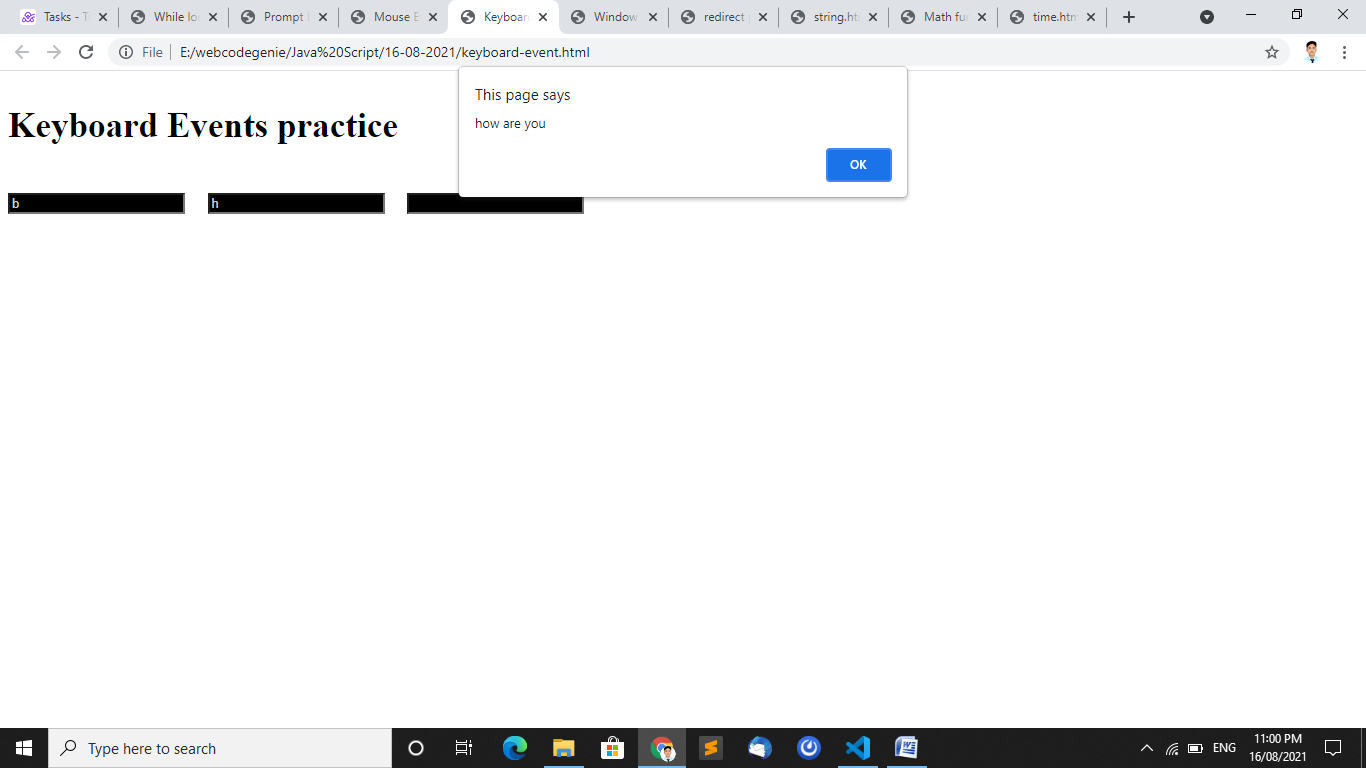 Tasks - T
While lo
Prompt
Mouse E
Keyboar
Window
redirect
string.ht
Math fu
time.htm
File
E:/webcodegenie/Java%20Script/16-08-2021/keyboard-event.html
This page says
how are you
OK
Keyboard Events practice
b
h
Type here to search
ENG
11:00 PM
16/08/2021